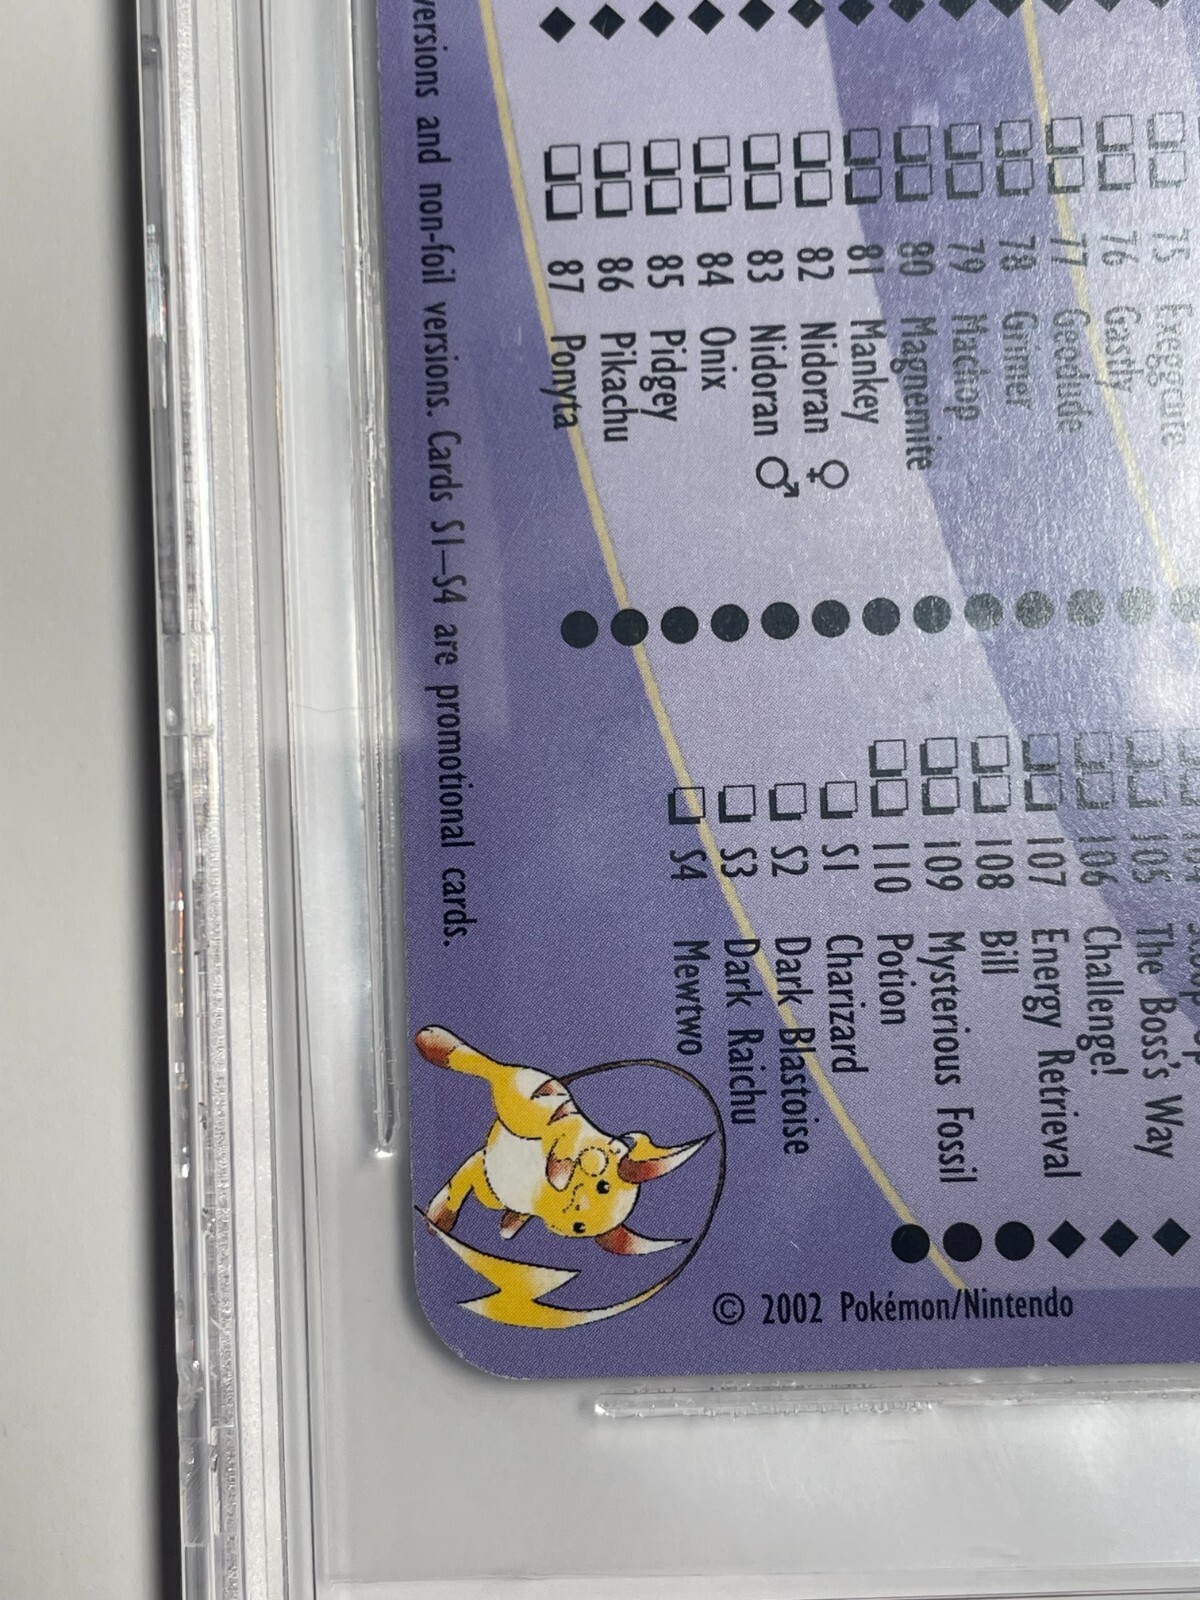 75 Exeggcute
76 Gastly
77 Geodude
78 Grimer
79 Machop
80 Magnemite
81 Mankey
82 Nidoran ♀
83 Nidoran ♂
84 Onix
85 Pidgey
86 Pikachu
87 Ponyta
105 The Boss's Way
106 Challenge!
107 Energy Retrieval
108 Bill
109 Mysterious Fossil
110 Potion
S1 Charizard
S2 Dark Blastoise
S3 Dark Raichu
S4 Mewtwo
versions and non-foil versions. Cards S1–S4 are promotional cards.
© 2002 Pokémon/Nintendo